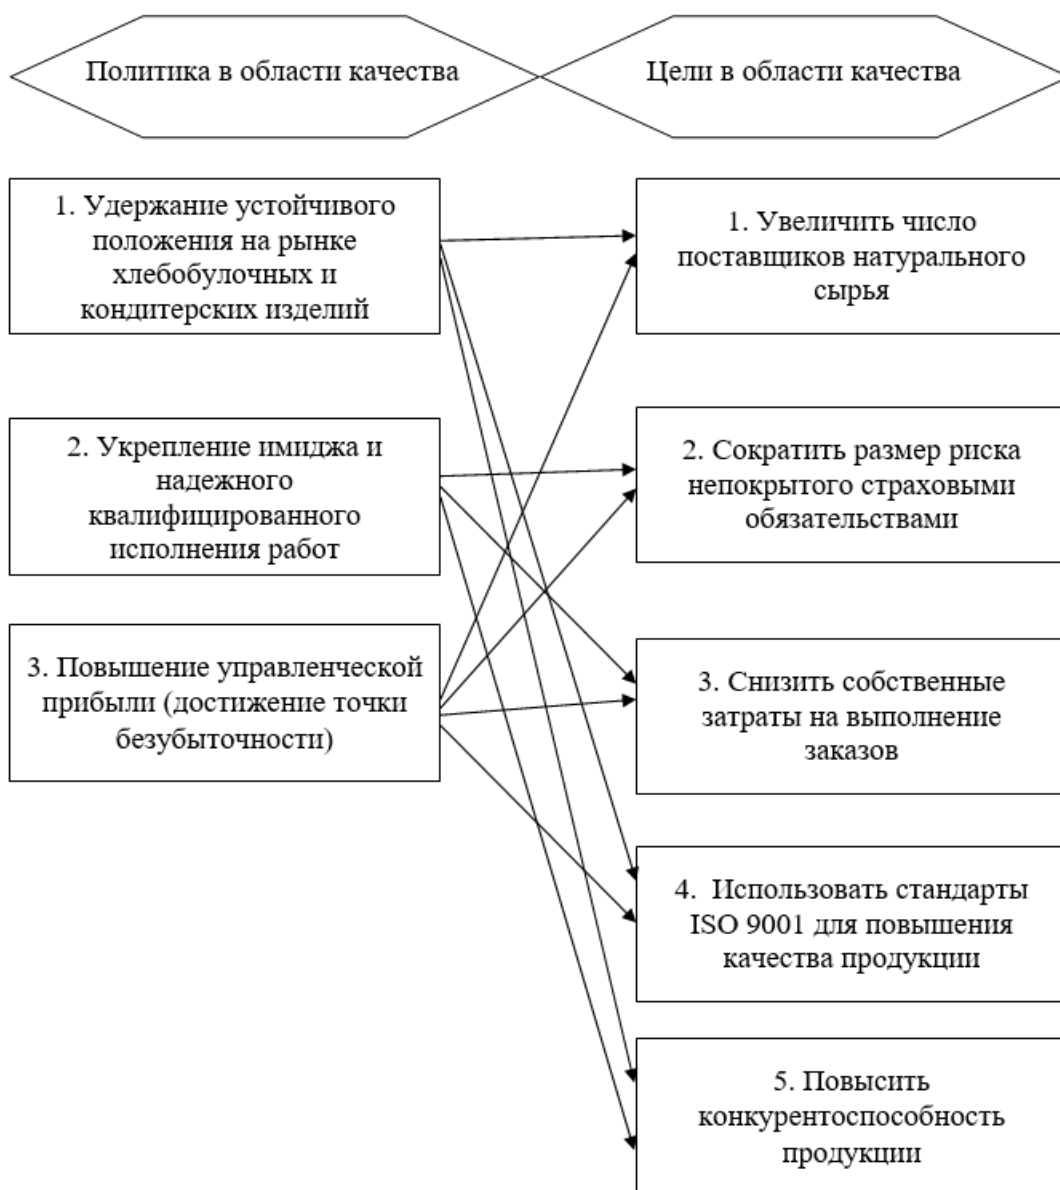 Политика в области качества
Цели в области качества
1. Удержание устойчивого
положения на рынке
хлебобулочных и
кондитерских изделий
2. Укрепление имиджа и
надежного
квалифицированного
исполнения работ
3. Повышение управленческой
прибыли (достижение точки
безубыточности)
1. Увеличить число
поставщиков натурального
сырья
2. Сократить размер риска
непокрытого страховыми
обязательствами
3. Снизить собственные
затраты на выполнение
заказов
4. Использовать стандарты
ISO 9001 для повышения
качества продукции
5. Повысить
конкурентоспособность
продукции